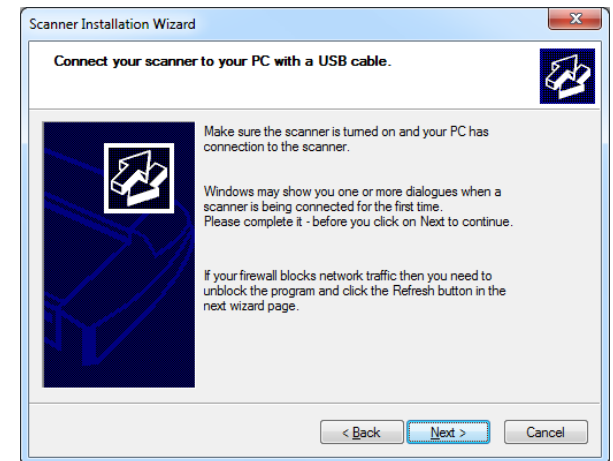 Scanner Installation Wizard
Connect your scanner to your PC with a USB cable.
Make sure the scanner is turned on and your PC has
connection to the scanner.
Windows may show you one or more dialogues when a
scanner is being connected for the first time.
Please complete it - before you click on Next to continue.
If your firewall blocks network traffic then you need to
unblock the program and click the Refresh button in the
next wizard page.
< Back Next > Cancel